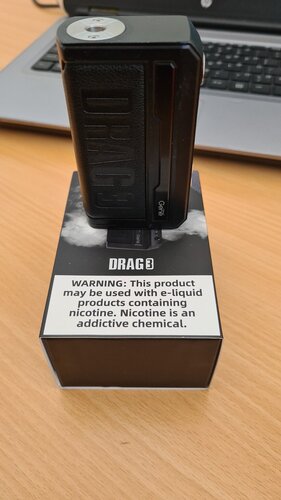 DRAG3
Gene
DRAG 3
WARNING: This product
may be used with e-liquid
products containing
nicotine. Nicotine is an
addictive chemical.